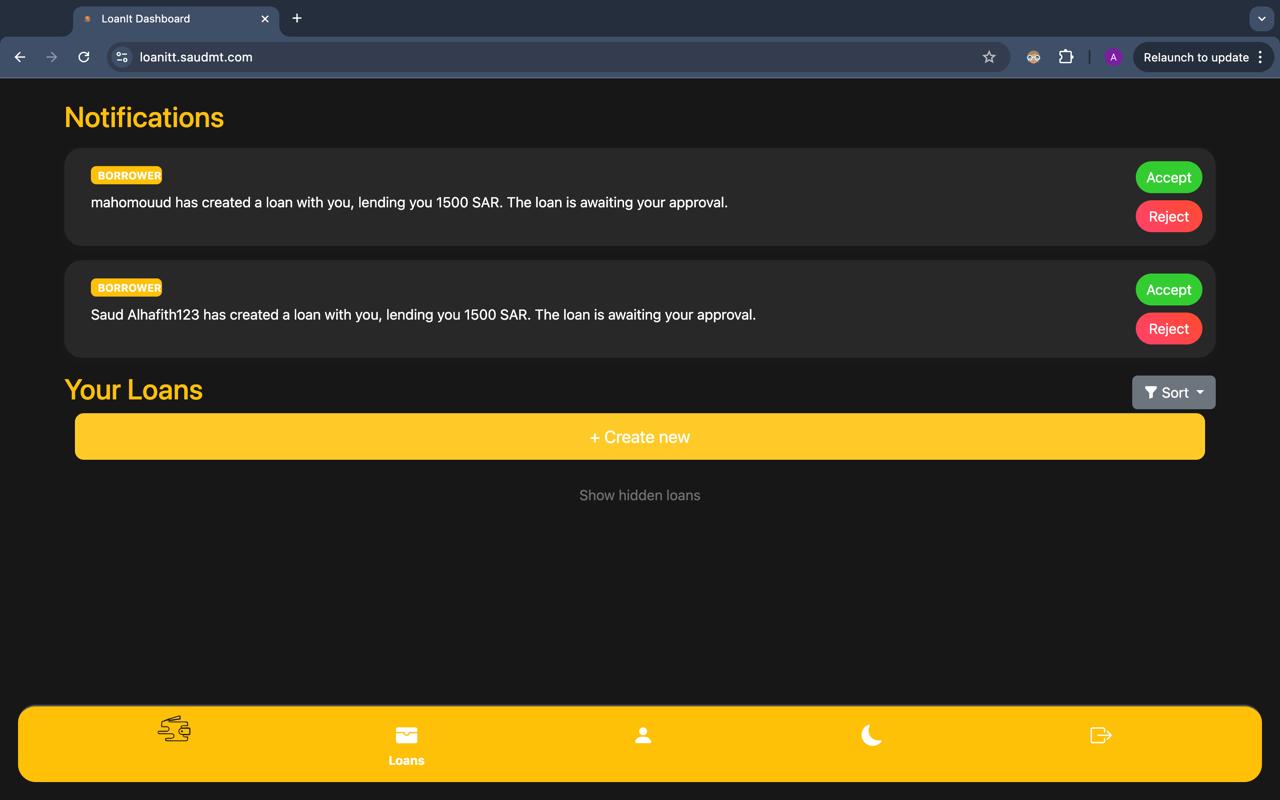 LoanIt Dashboard
loanitt.saudmt.com
A
Relaunch to update
Notifications
BORROWER
mahomouud has created a loan with you, lending you 1500 SAR. The loan is awaiting your approval.
Accept
Reject
BORROWER
Saud Alhafith123 has created a loan with you, lending you 1500 SAR. The loan is awaiting your approval.
Accept
Reject
Your Loans
Sort
+ Create new
Show hidden loans
Loans